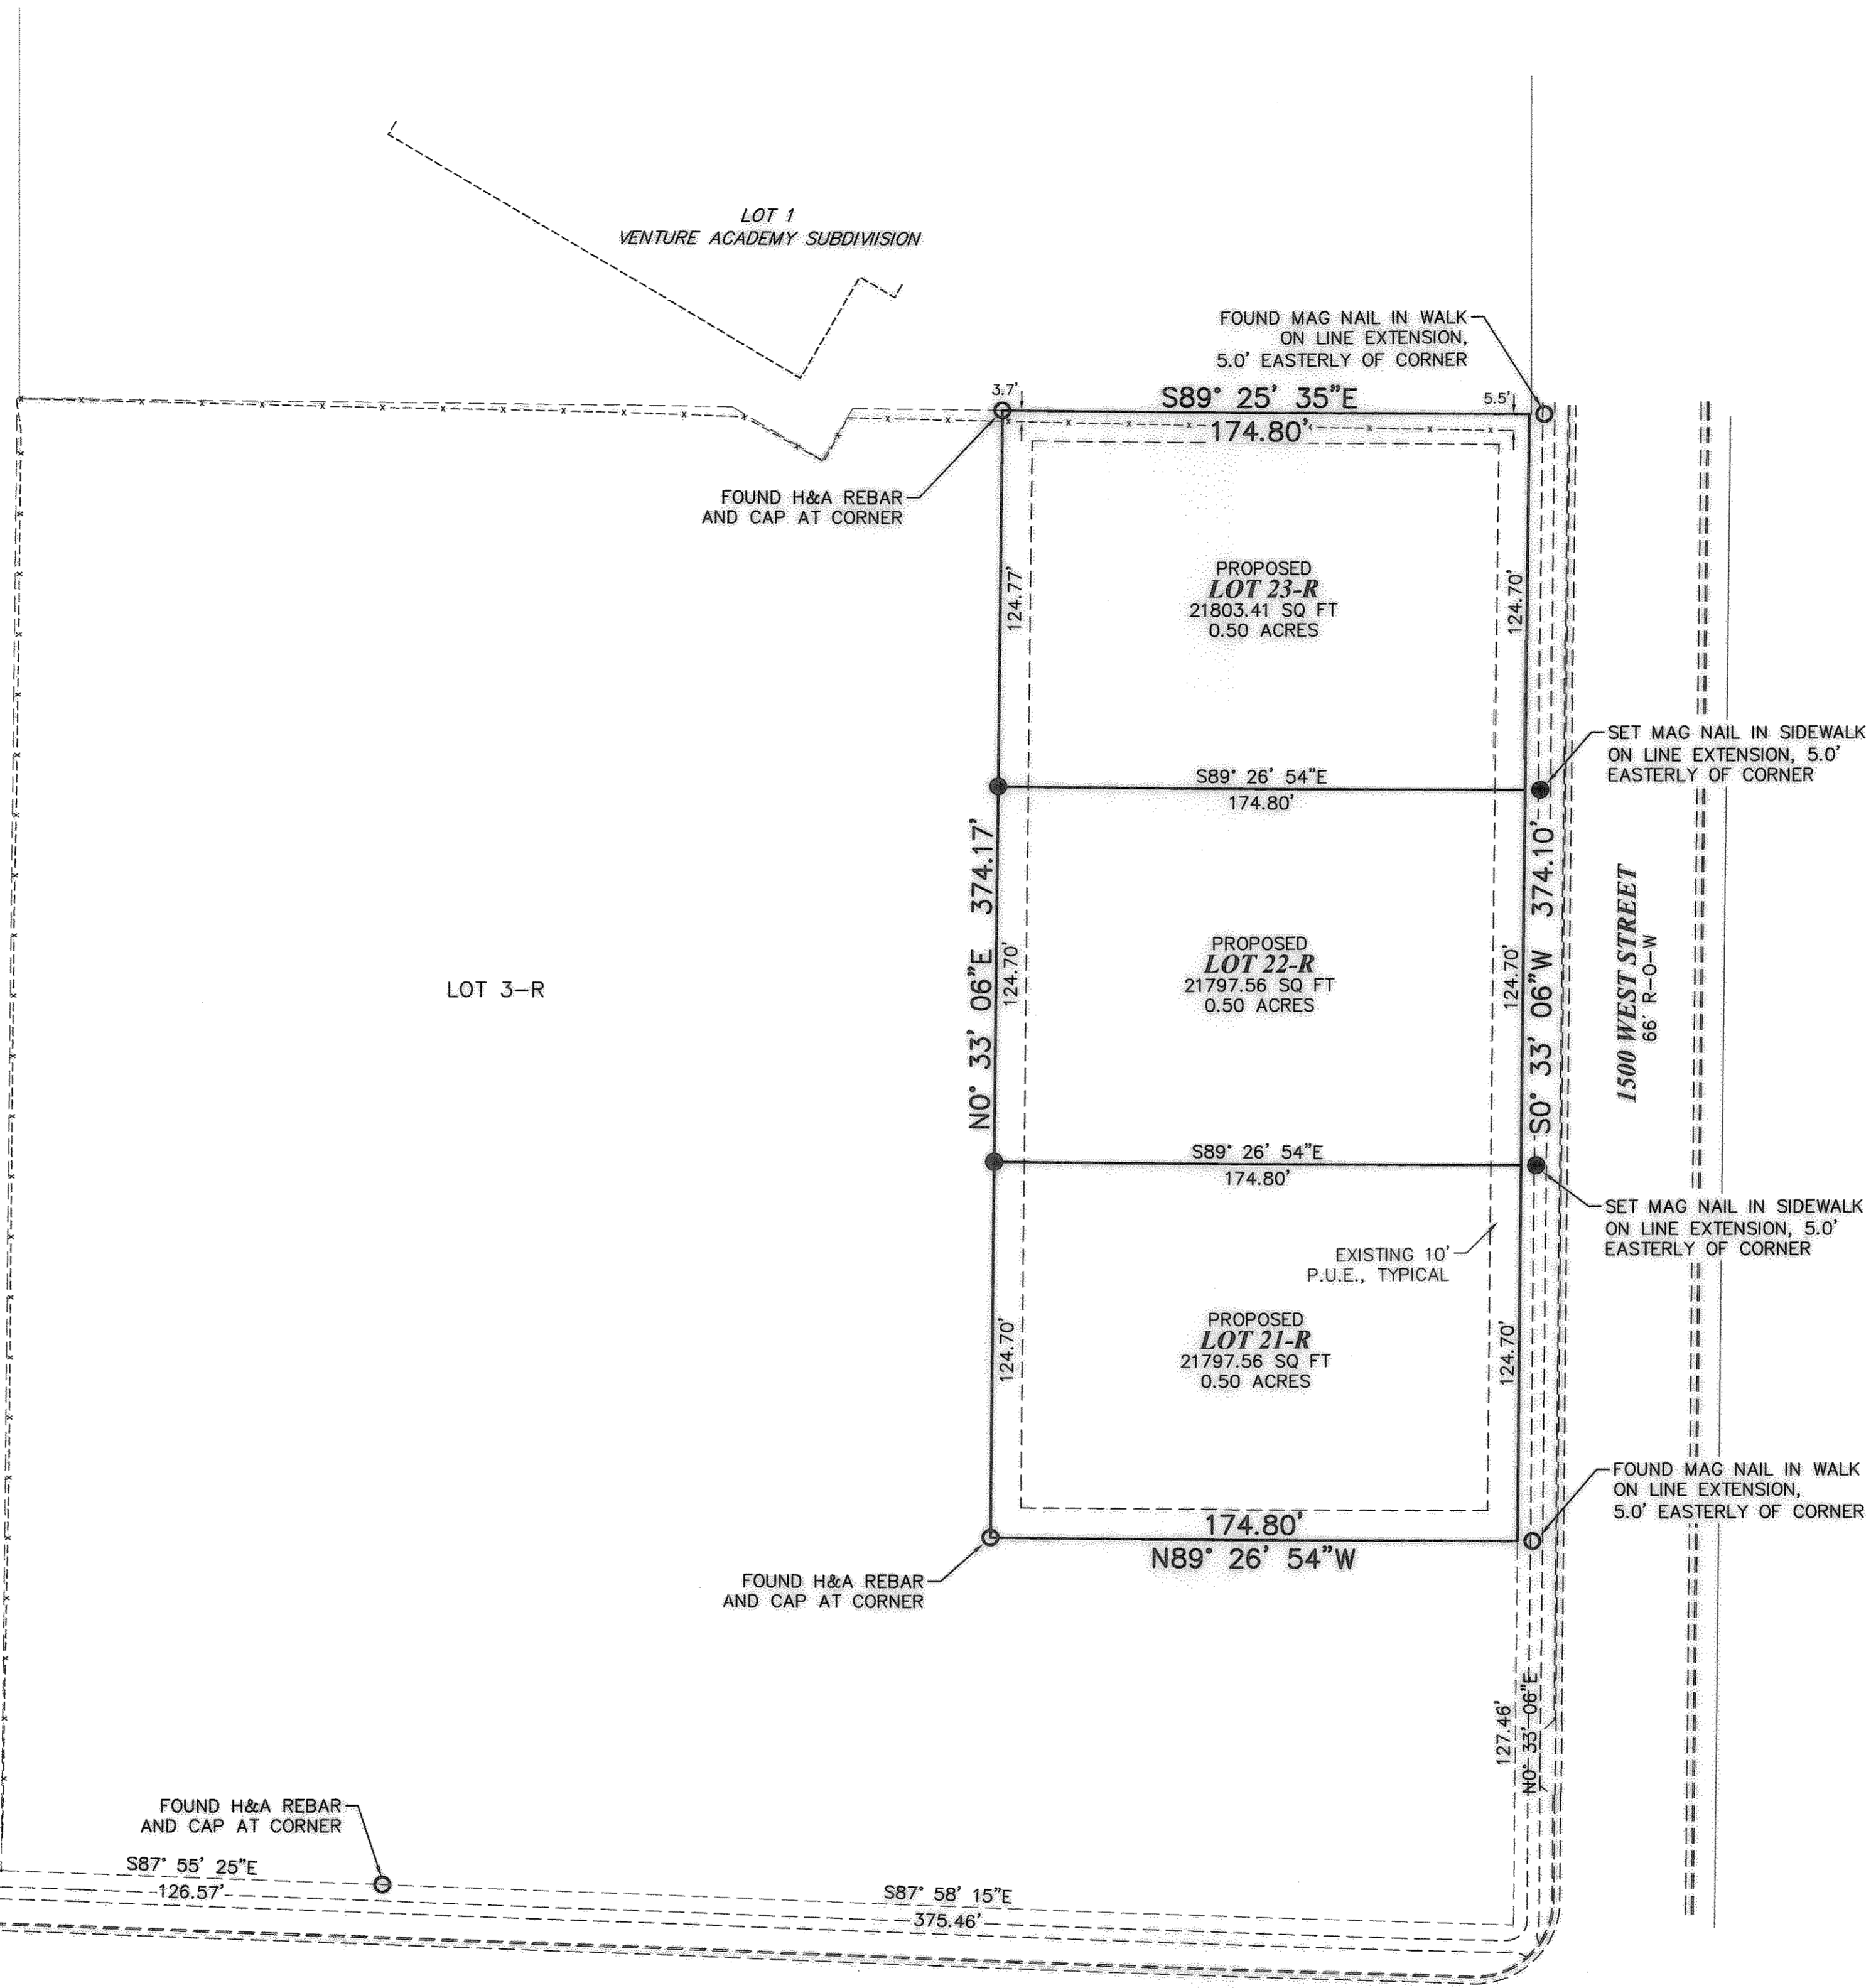 LOT 1
VENTURE ACADEMY SUBDIVIISION
FOUND MAG NAIL IN WALK
ON LINE EXTENSION,
5.0' EASTERLY OF CORNER
3.7'
S89° 25' 35"E
5.5'
174.80'
FOUND H&A REBAR
AND CAP AT CORNER
124.77'
PROPOSED
LOT 23-R
21803.41 SQ FT
0.50 ACRES
124.70'
SET MAG NAIL IN SIDEWALK
ON LINE EXTENSION, 5.0'
EASTERLY OF CORNER
S89° 26' 54"E
174.80'
N0° 33' 06"E 374.17'
124.70'
LOT 3-R
PROPOSED
LOT 22-R
21797.56 SQ FT
0.50 ACRES
124.70'
S0° 33' 06"W 374.10'
1500 WEST STREET
66' R-O-W
S89° 26' 54"E
174.80'
SET MAG NAIL IN SIDEWALK
ON LINE EXTENSION, 5.0'
EASTERLY OF CORNER
EXISTING 10'
P.U.E., TYPICAL
124.70'
PROPOSED
LOT 21-R
21797.56 SQ FT
0.50 ACRES
124.70'
FOUND MAG NAIL IN WALK
ON LINE EXTENSION,
5.0' EASTERLY OF CORNER
174.80'
N89° 26' 54"W
FOUND H&A REBAR
AND CAP AT CORNER
127.46'
N0° 33' 06"E
FOUND H&A REBAR
AND CAP AT CORNER
S87° 55' 25"E
126.57'
S87° 58' 15"E
375.46'